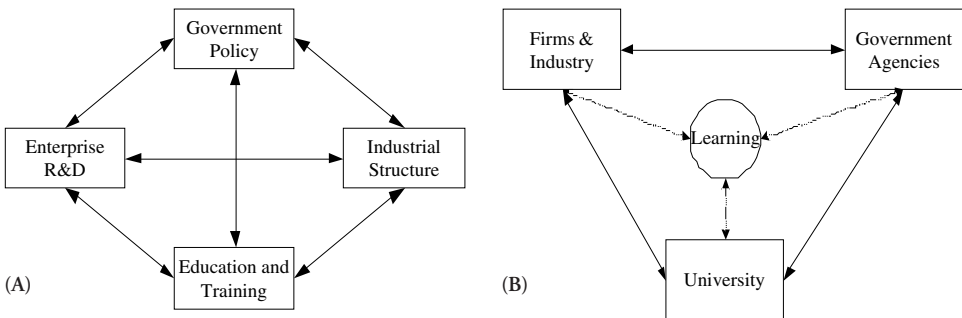 Government
Policy
Enterprise
R&D
Industrial
Structure
Education and
Training
(A)
Firms &
Industry
Government
Agencies
Learning
University
(B)